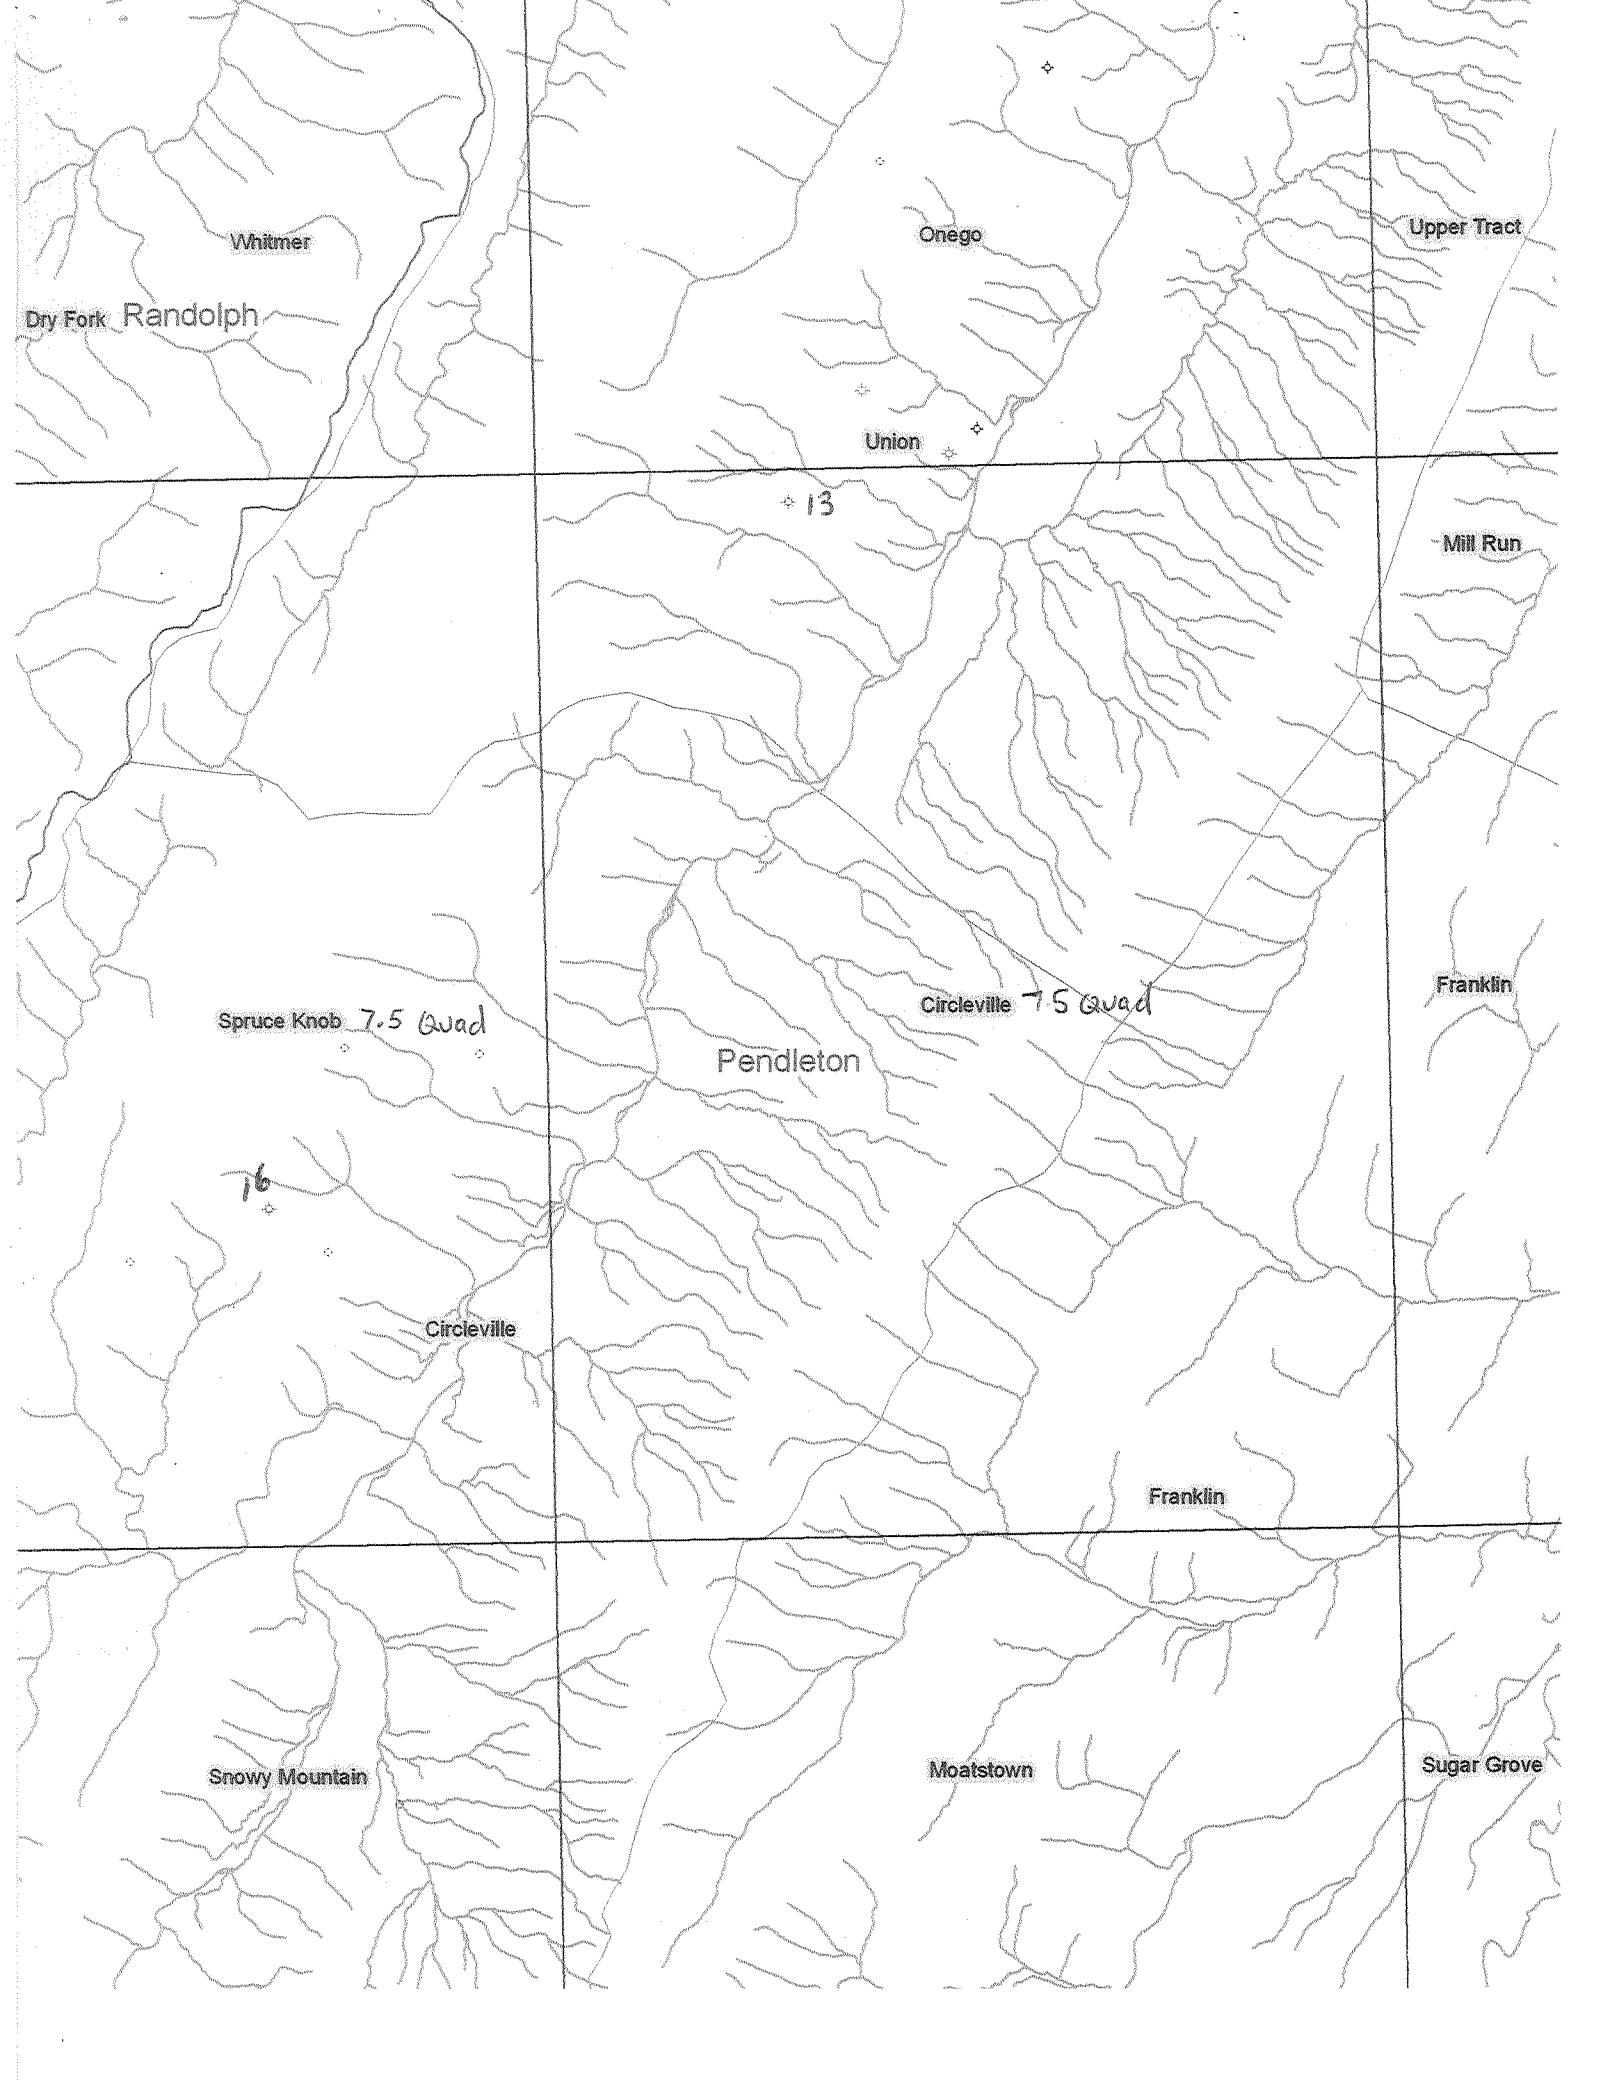 Whitmer
Onego
Upper Tract
Dry Fork Randolph
Union
13
Mill Run
Franklin
Circleville 7 5 Quad
Spruce Knob 7.5 Quad
Pendleton
16
Circleville
Franklin
Snowy Mountain
Moatstown
Sugar Grove